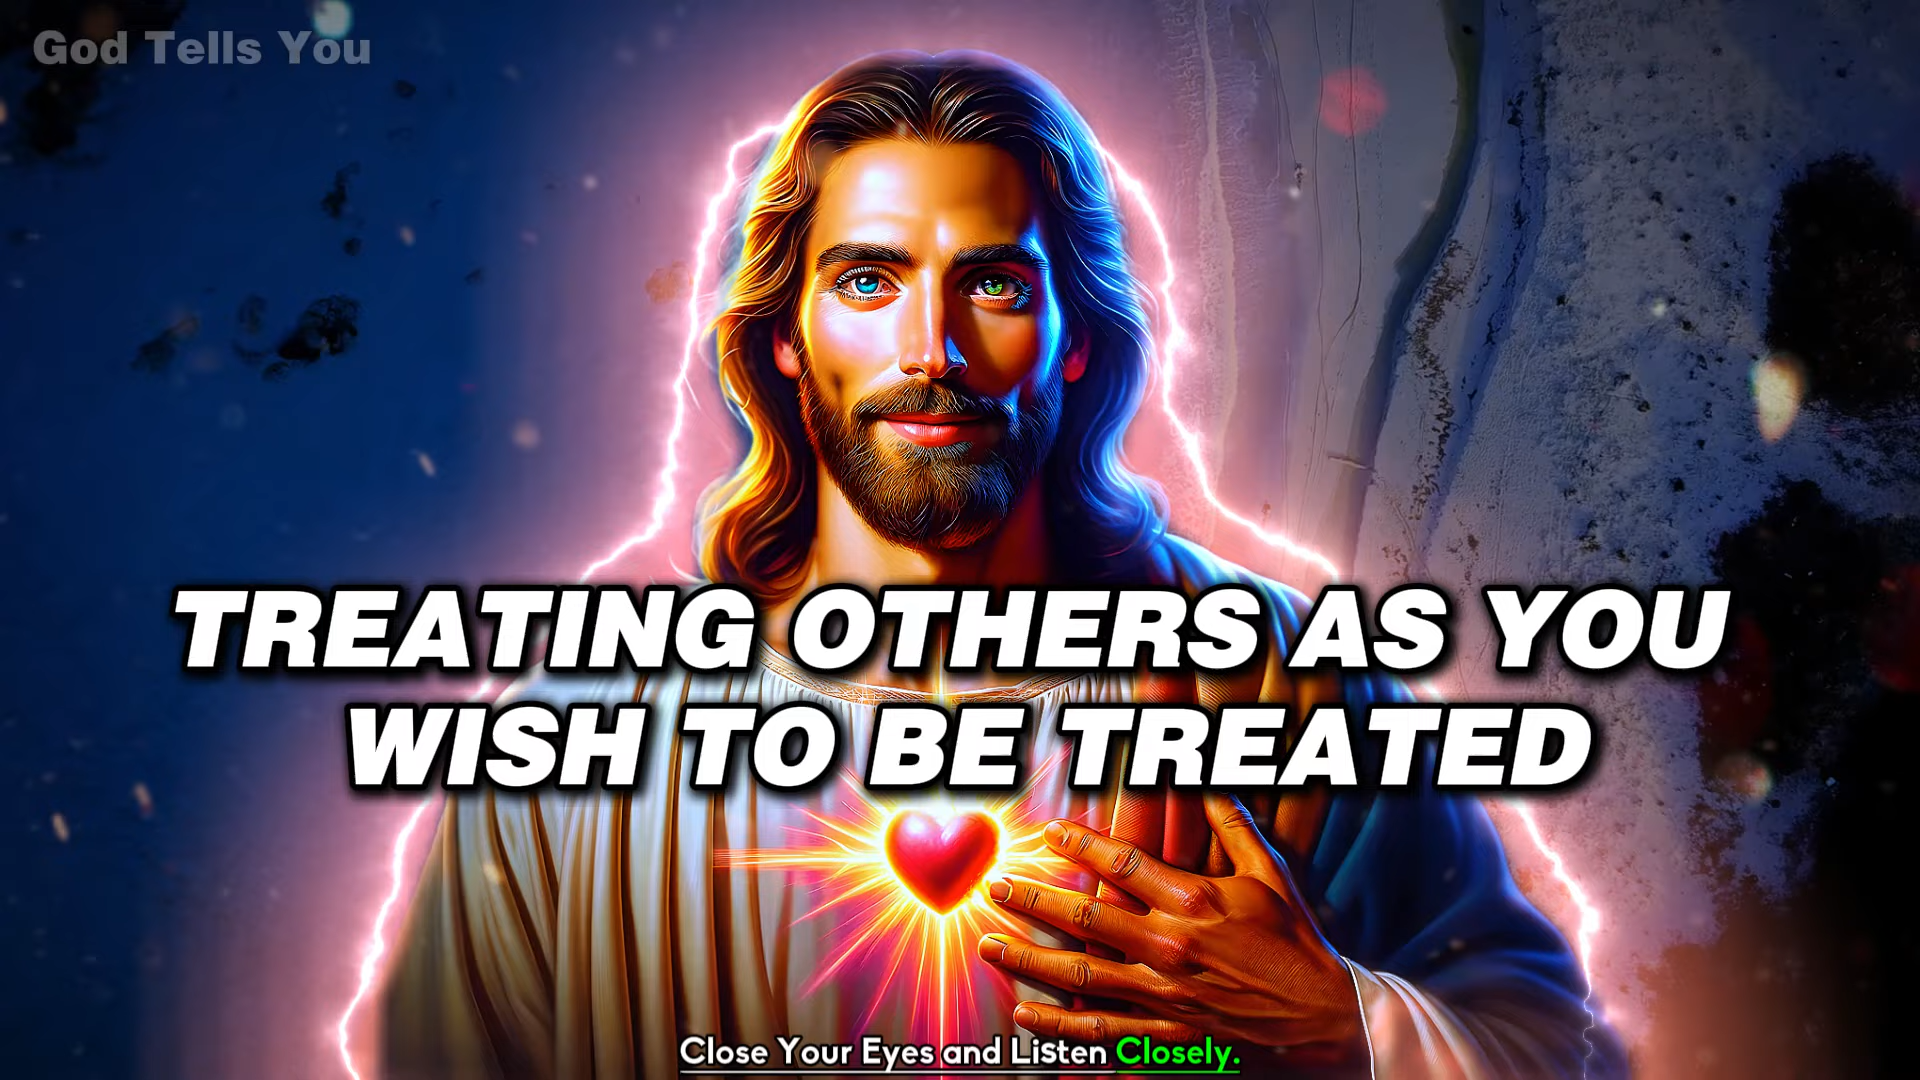 God Tells You
TREATING OTHERS AS YOU
WISH TO BE TREATED
Close Your Eyes and Listen Closely.